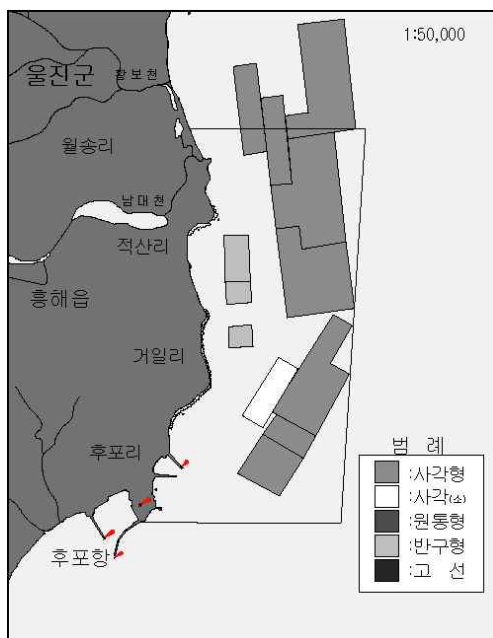 1:50,000
울진군
황보천
월송리
남대천
적산리
흥해읍
거일리
후포리
후포항
범 례
:사각형
:사각(소)
:원통형
:반구형
:고 선